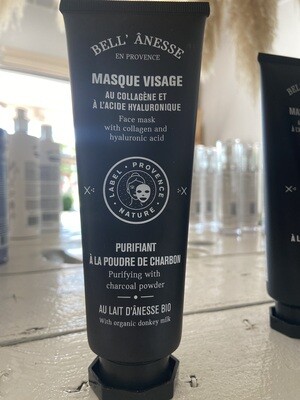 BELL' ÂNESSE
EN PROVENCE
MASQUE VISAGE
AU COLLAGÈNE ET
À L'ACIDE HYALURONIQUE
Face mask
with collagen and
hyaluronic acid
LABEL • PROVENCE
NATURE
PURIFIANT
À LA POUDRE DE CHARBON
Purifying with
charcoal powder
AU LAIT D'ÂNESSE BIO
With organic donkey milk